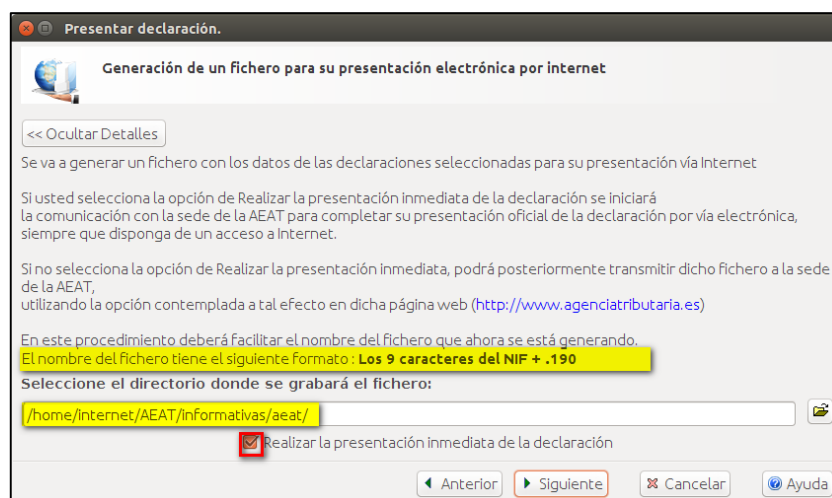 Presentar declaración.
Generación de un fichero para su presentación electrónica por internet
<< Ocultar Detalles
Se va a generar un fichero con los datos de las declaraciones seleccionadas para su presentación vía Internet
Si usted selecciona la opción de Realizar la presentación inmediata de la declaración se iniciará
la comunicación con la sede de la AEAT para completar su presentación oficial de la declaración por vía electrónica,
siempre que disponga de un acceso a Internet.
Si no selecciona la opción de Realizar la presentación inmediata, podrá posteriormente transmitir dicho fichero a la sede
de la AEAT,
utilizando la opción contemplada a tal efecto en dicha página web (http://www.agenciatributaria.es)
En este procedimiento deberá facilitar el nombre del fichero que ahora se está generando.
El nombre del fichero tiene el siguiente formato : Los 9 caracteres del NIF + .190
Seleccione el directorio donde se grabará el fichero:
/home/internet/AEAT/informativas/aeat/
Realizar la presentación inmediata de la declaración
Anterior Siguiente Cancelar Ayuda